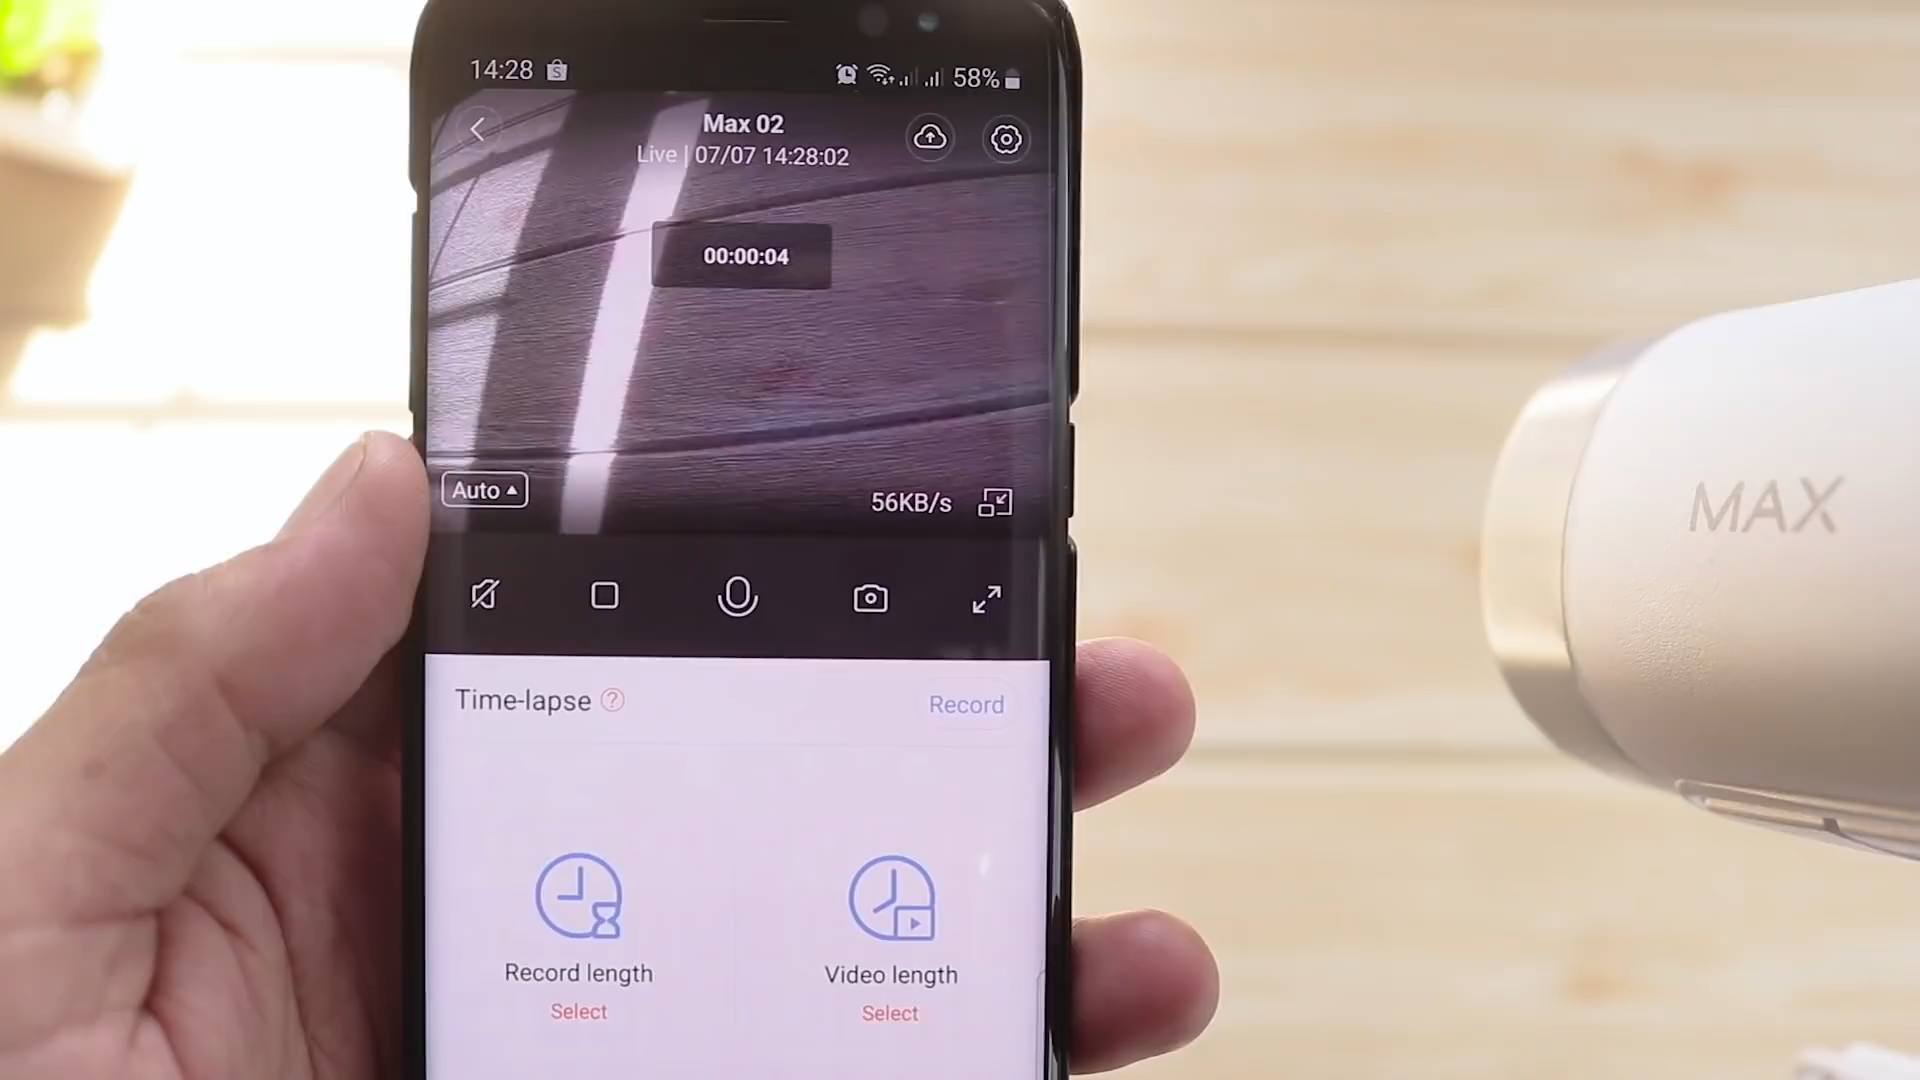 14:28
58%
Max 02
Live | 07/07 14:28:02
00:00:04
Auto
56KB/s
Time-lapse ?
Record
Record length
Select
Video length
Select
MAX